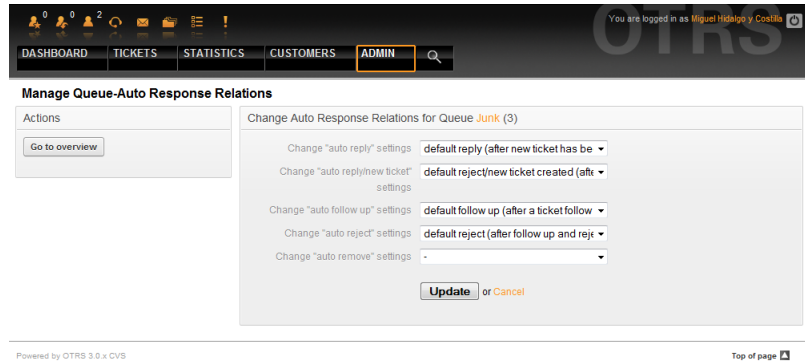 0 0 2
You are logged in as Miguel Hidalgo y Costilla
OTRS
DASHBOARD TICKETS STATISTICS CUSTOMERS ADMIN
Manage Queue-Auto Response Relations
Actions
Go to overview
Change Auto Response Relations for Queue Junk (3)
Change "auto reply" settings default reply (after new ticket has be
Change "auto reply/new ticket" settings default reject/new ticket created (afte
Change "auto follow up" settings default follow up (after a ticket follow
Change "auto reject" settings default reject (after follow up and reje
Change "auto remove" settings -
Update or Cancel
Powered by OTRS 3.0.x CVS
Top of page